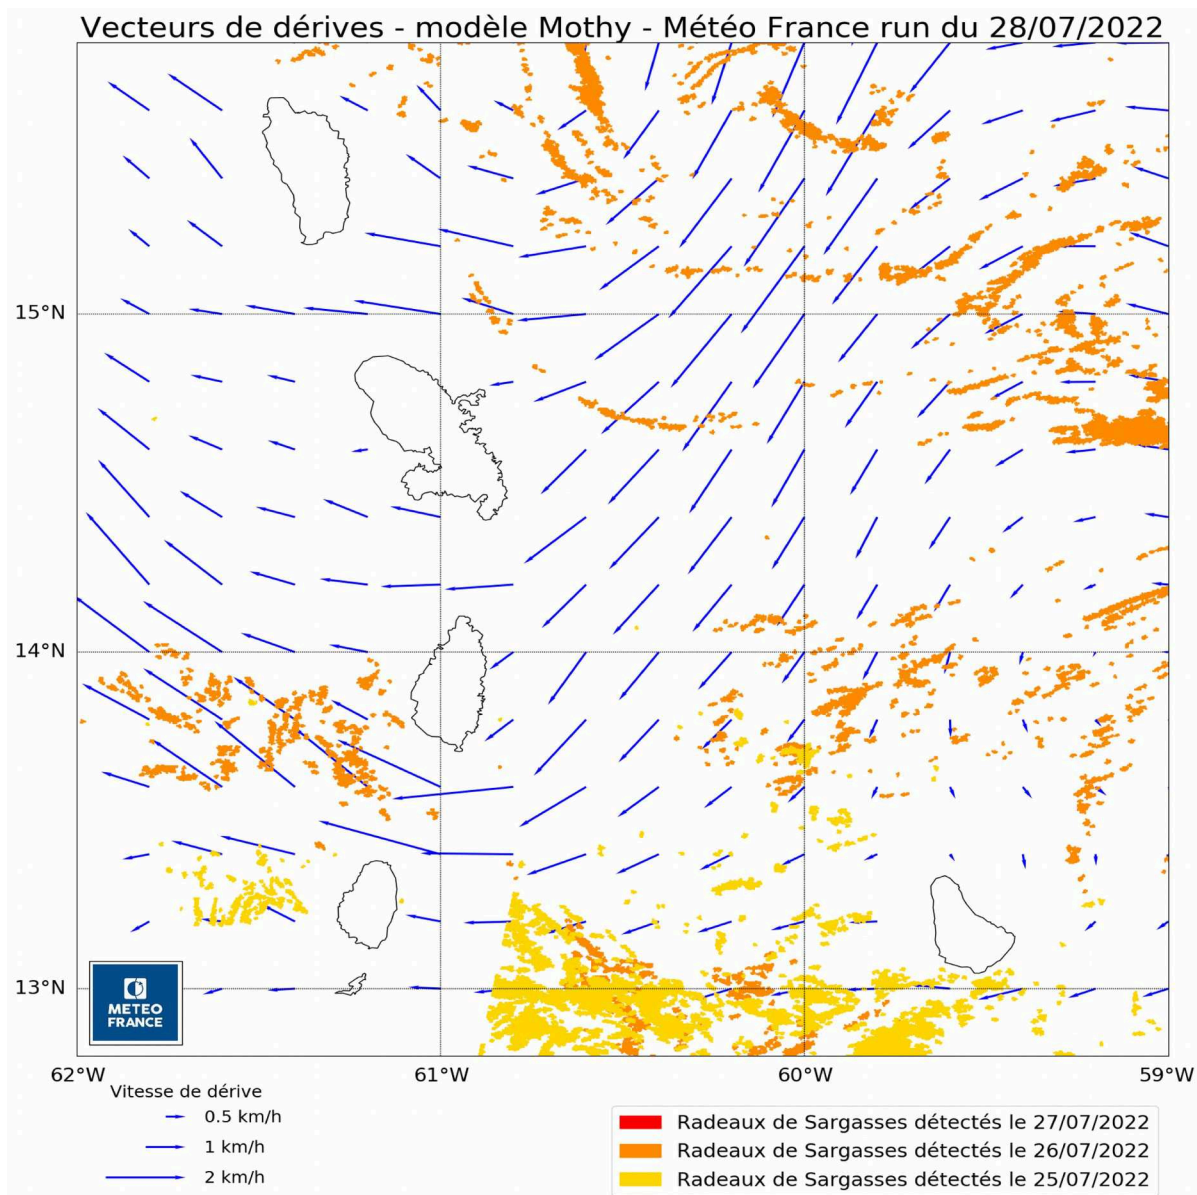 Vecteurs de dérives - modèle Mothy - Météo France run du 28/07/2022
15°N
14°N
13°N
METEO
FRANCE
62°W
61°W
60°W
59°W
Vitesse de dérive
0.5 km/h
1 km/h
2 km/h
Radeaux de Sargasses détectés le 27/07/2022
Radeaux de Sargasses détectés le 26/07/2022
Radeaux de Sargasses détectés le 25/07/2022